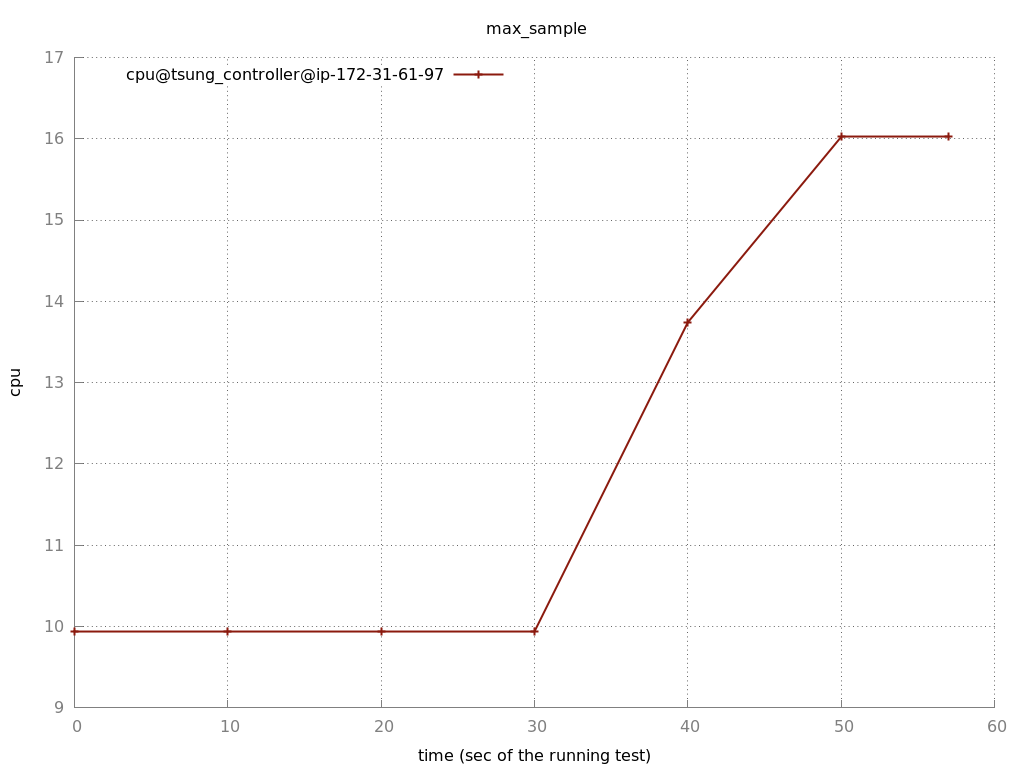 max_sample
17
cpu@tsung_controller@ip-172-31-61-97
16
15
14
13
cpu
12
11
10
9
0 10 20 30 40 50 60
time (sec of the running test)